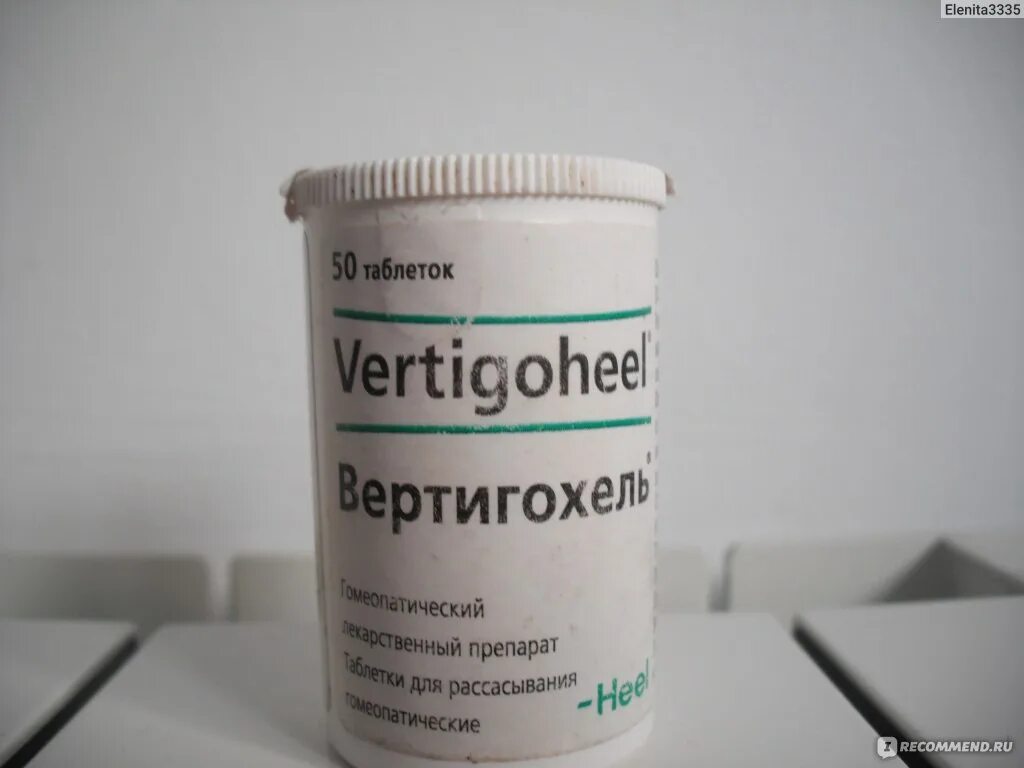 Elenita3335
50 таблеток
Vertigoheel®
Вертигохель®
Гомеопатический
лекарственный препарат
Таблетки для рассасывания
гомеопатические
-Heel
RECOMMEND.RU